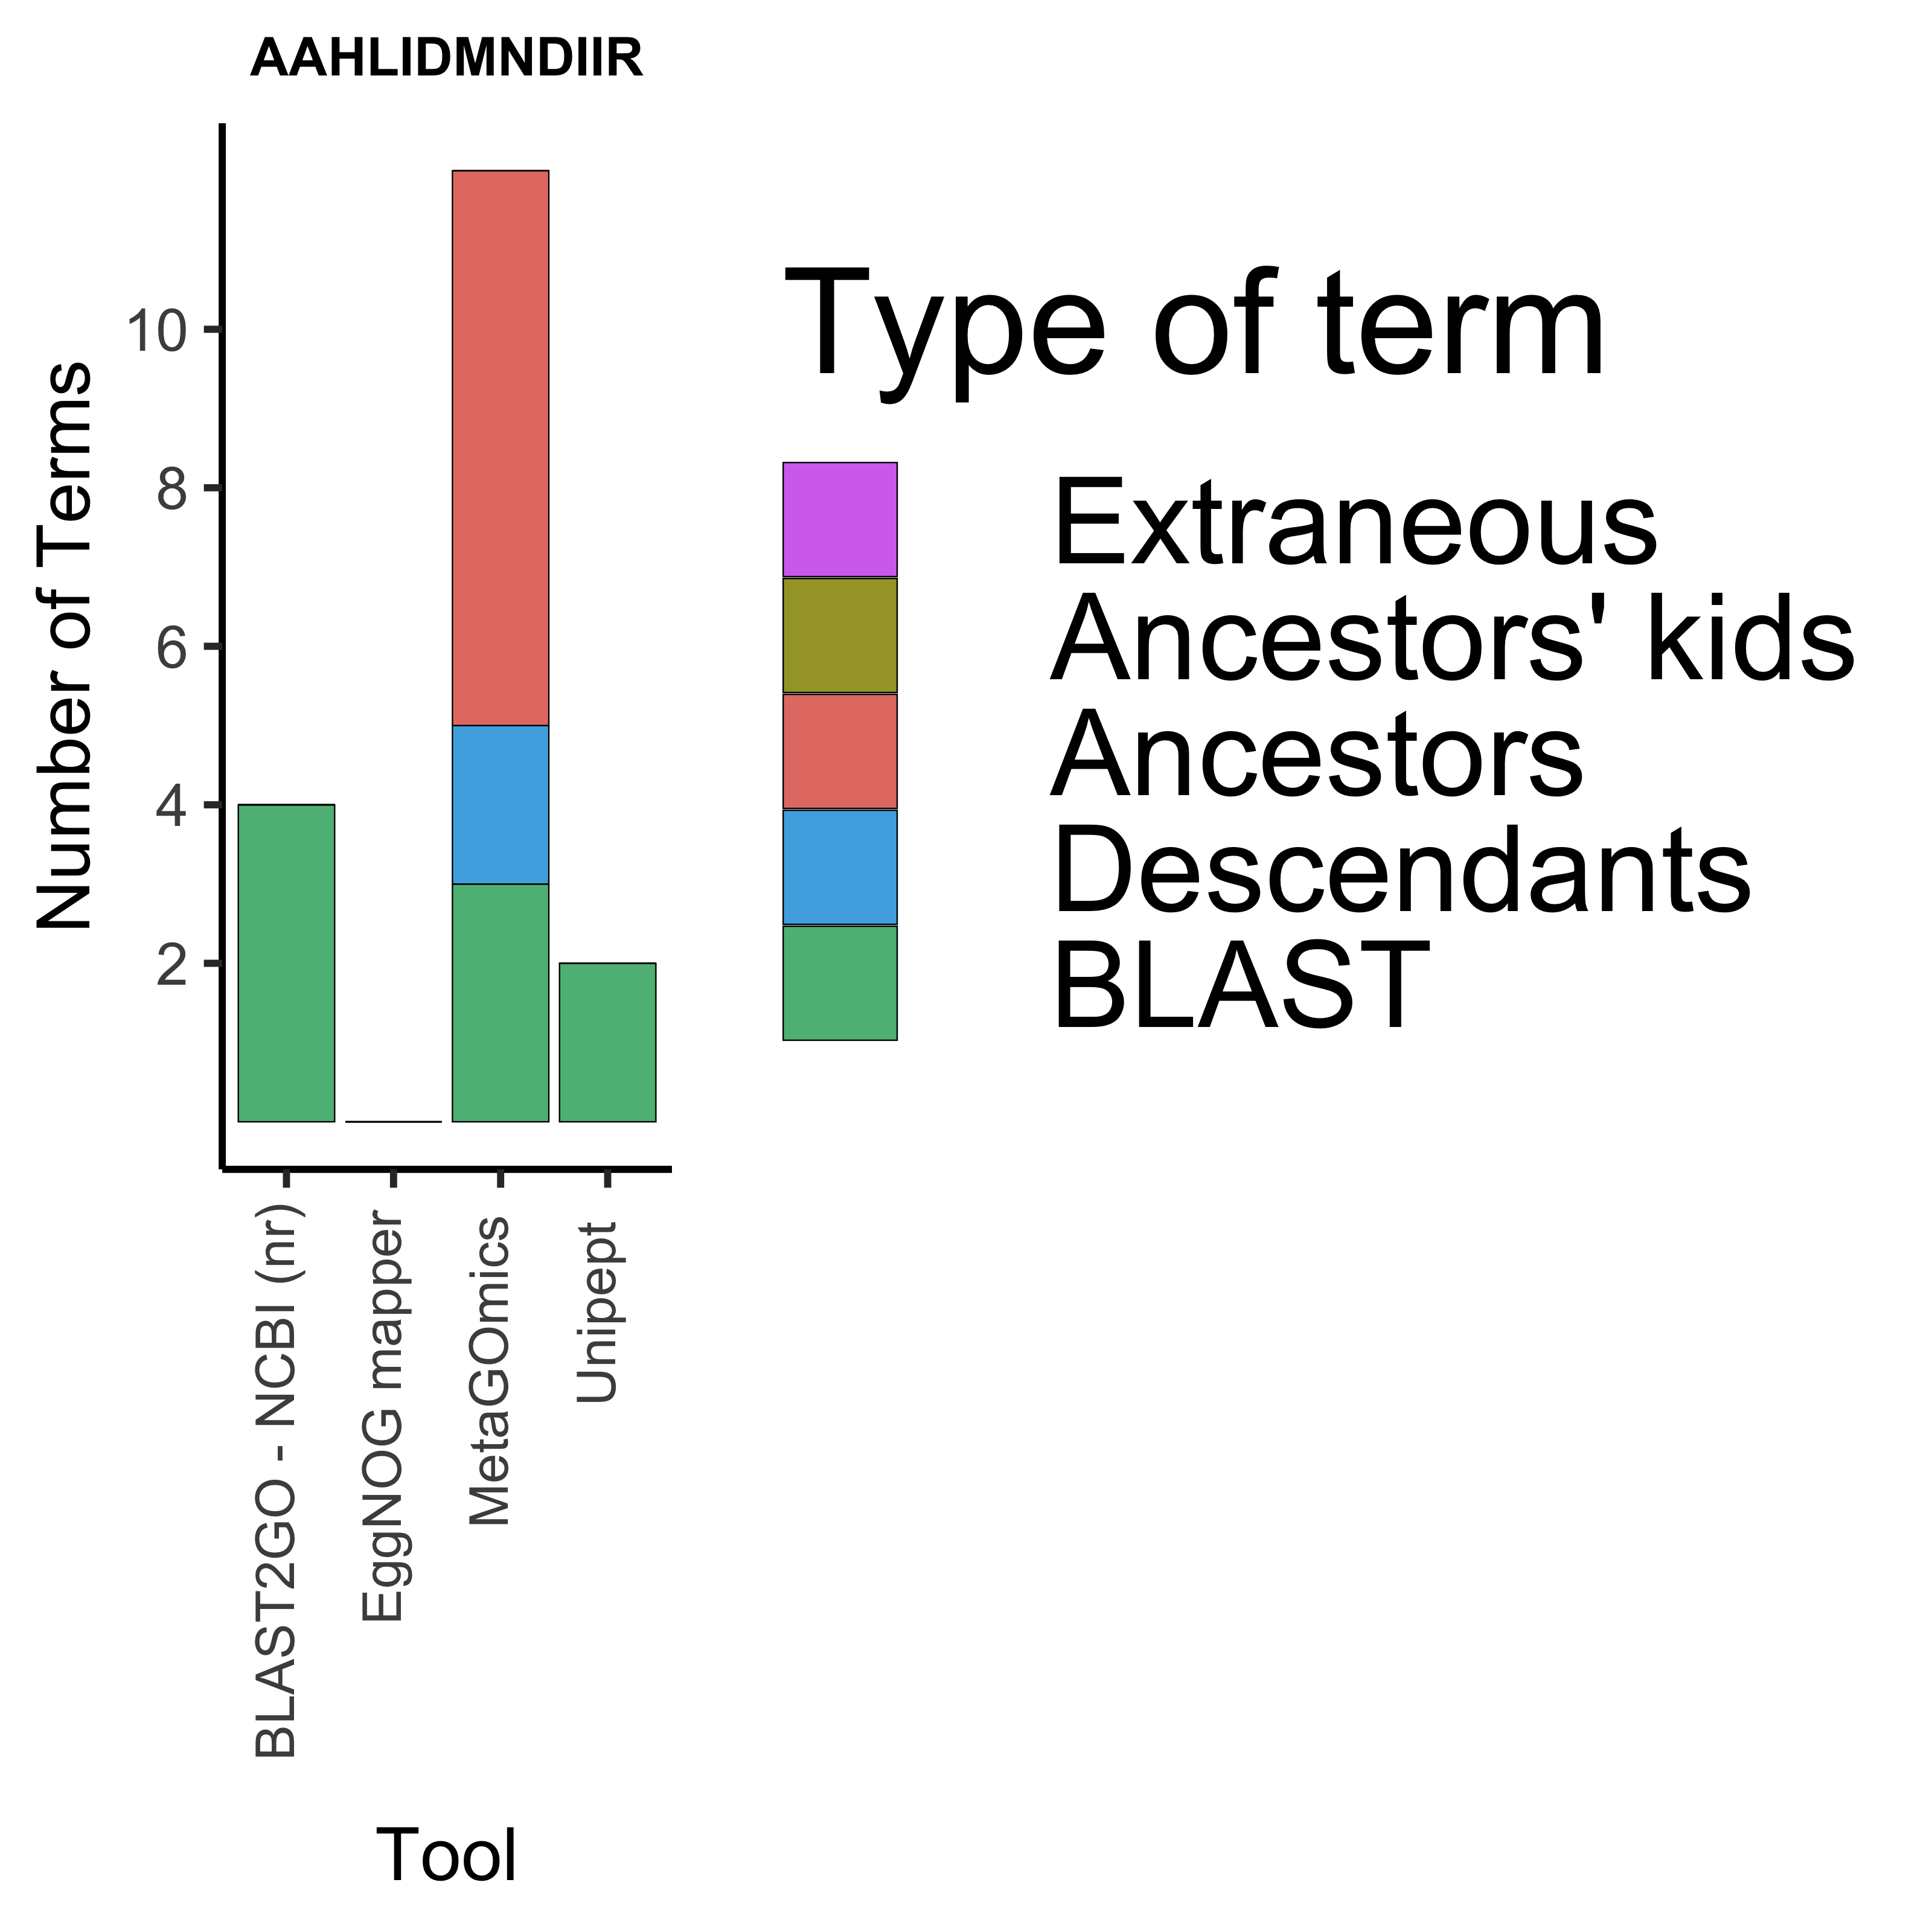 AAHLIDMNDIIR
Number of Terms
10
8
6
4
2
Type of term
Extraneous
Ancestors' kids
Ancestors
Descendants
BLAST
BLAST2GO - NCBI (nr)
EggNOG mapper
MetaGOmics
Unipept
Tool